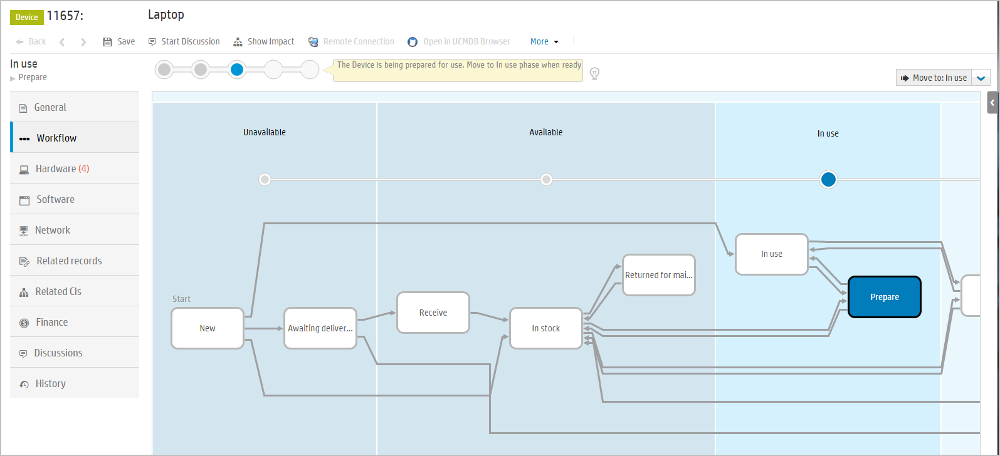 Device 11657: Laptop
Back Save Start Discussion Show Impact Remote Connection Open in UCMDB Browser More
In use
Prepare
The Device is being prepared for use. Move to In use phase when ready
Move to: In use
General
Workflow
Hardware (4)
Software
Network
Related records
Related CIs
Finance
Discussions
History
Unavailable Available In use
In use
Returned for mai...
Prepare
Start
Receive
New
Awaiting deliver...
In stock